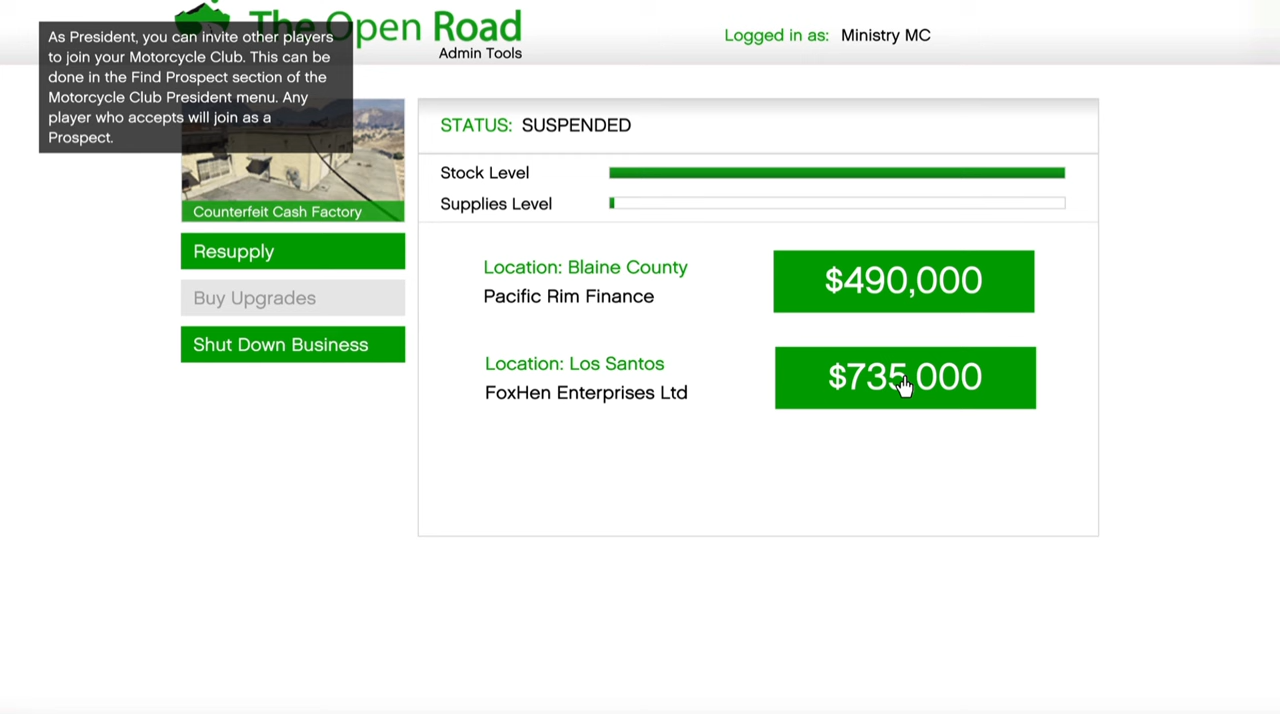 The Open Road
Admin Tools
Logged in as: Ministry MC
As President, you can invite other players
to join your Motorcycle Club. This can be
done in the Find Prospect section of the
Motorcycle Club President menu. Any
player who accepts will join as a
Prospect.
Counterfeit Cash Factory
Resupply
Buy Upgrades
Shut Down Business
STATUS: SUSPENDED
Stock Level
Supplies Level
Location: Blaine County
Pacific Rim Finance
$490,000
Location: Los Santos
FoxHen Enterprises Ltd
$735,000